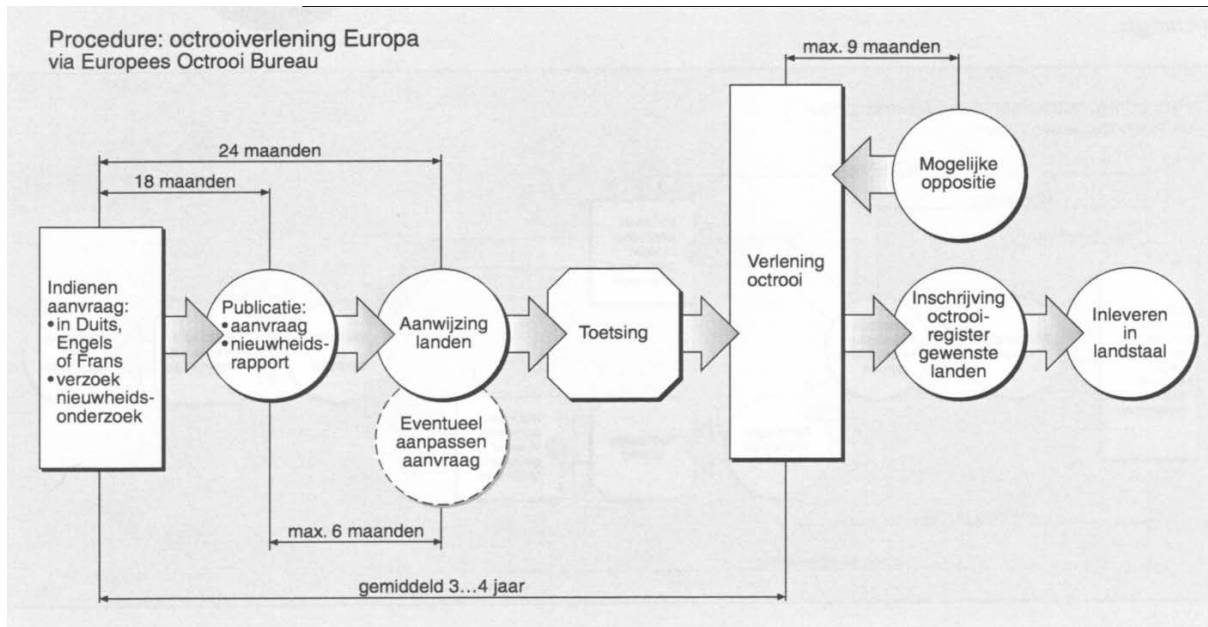 Procedure: octrooiverlening Europa
via Europees Octrooi Bureau
max. 9 maanden
24 maanden
18 maanden
Indienen
aanvraag:
• in Duits,
Engels
of Frans
• verzoek
nieuwheids-
onderzoek
Publicatie:
• aanvraag
• nieuwheids-
rapport
Aanwijzing
landen
Eventueel
aanpassen
aanvraag
Toetsing
Verlening
octrooi
Mogelijke
oppositie
Inschrijving
octrooi-
register
gewenste
landen
Inleveren
in
landstaal
max. 6 maanden
gemiddeld 3...4 jaar